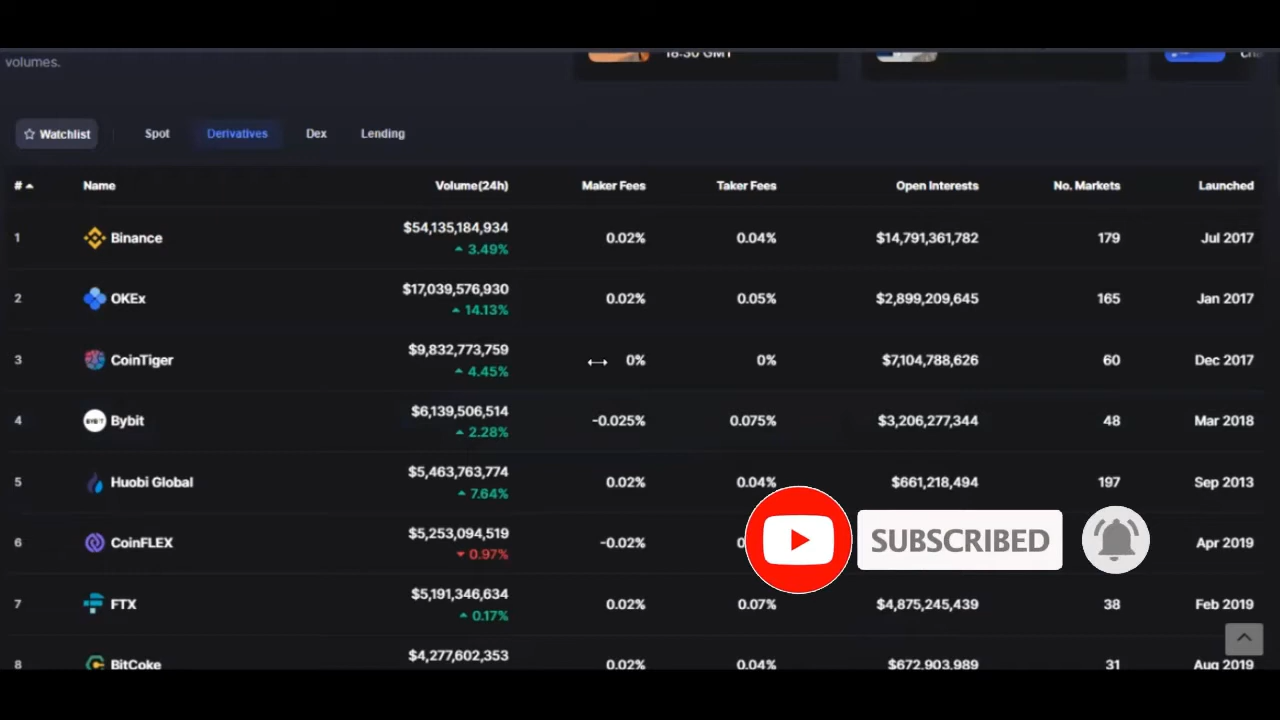 volumes.
18:30 GMT
Watchlist Spot Derivatives Dex Lending
# Name Volume(24h) Maker Fees Taker Fees Open Interests No. Markets Launched
1 Binance $54,135,184,934 0.02% 0.04% $14,791,361,782 179 Jul 2017
3.49%
2 OKEx $17,039,576,930 0.02% 0.05% $2,899,209,645 165 Jan 2017
14.13%
3 CoinTiger $9,832,773,759 0% 0% $7,104,788,626 60 Dec 2017
4.45%
4 BYBIT Bybit $6,139,506,514 -0.025% 0.075% $3,206,277,344 48 Mar 2018
2.28%
5 Huobi Global $5,463,763,774 0.02% 0.04% $661,218,494 197 Sep 2013
7.64%
6 CoinFLEX $5,253,094,519 -0.02% Apr 2019
0.97%
SUBSCRIBED
7 FTX $5,191,346,634 0.02% 0.07% $4,875,245,439 38 Feb 2019
0.17%
8 BitCoke $4,277,602,353 0.02% 0.04% $672,903,989 31 Aug 2019